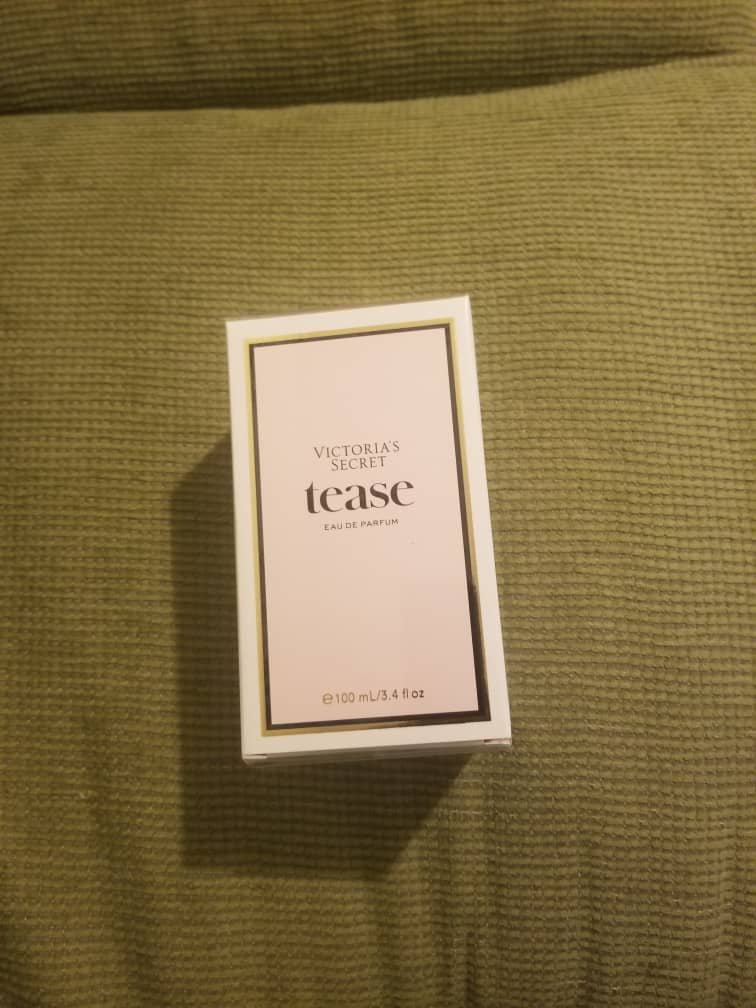 VICTORIA'S
SECRET
tease
EAU DE PARFUM
℮100 mL/3.4 fl oz